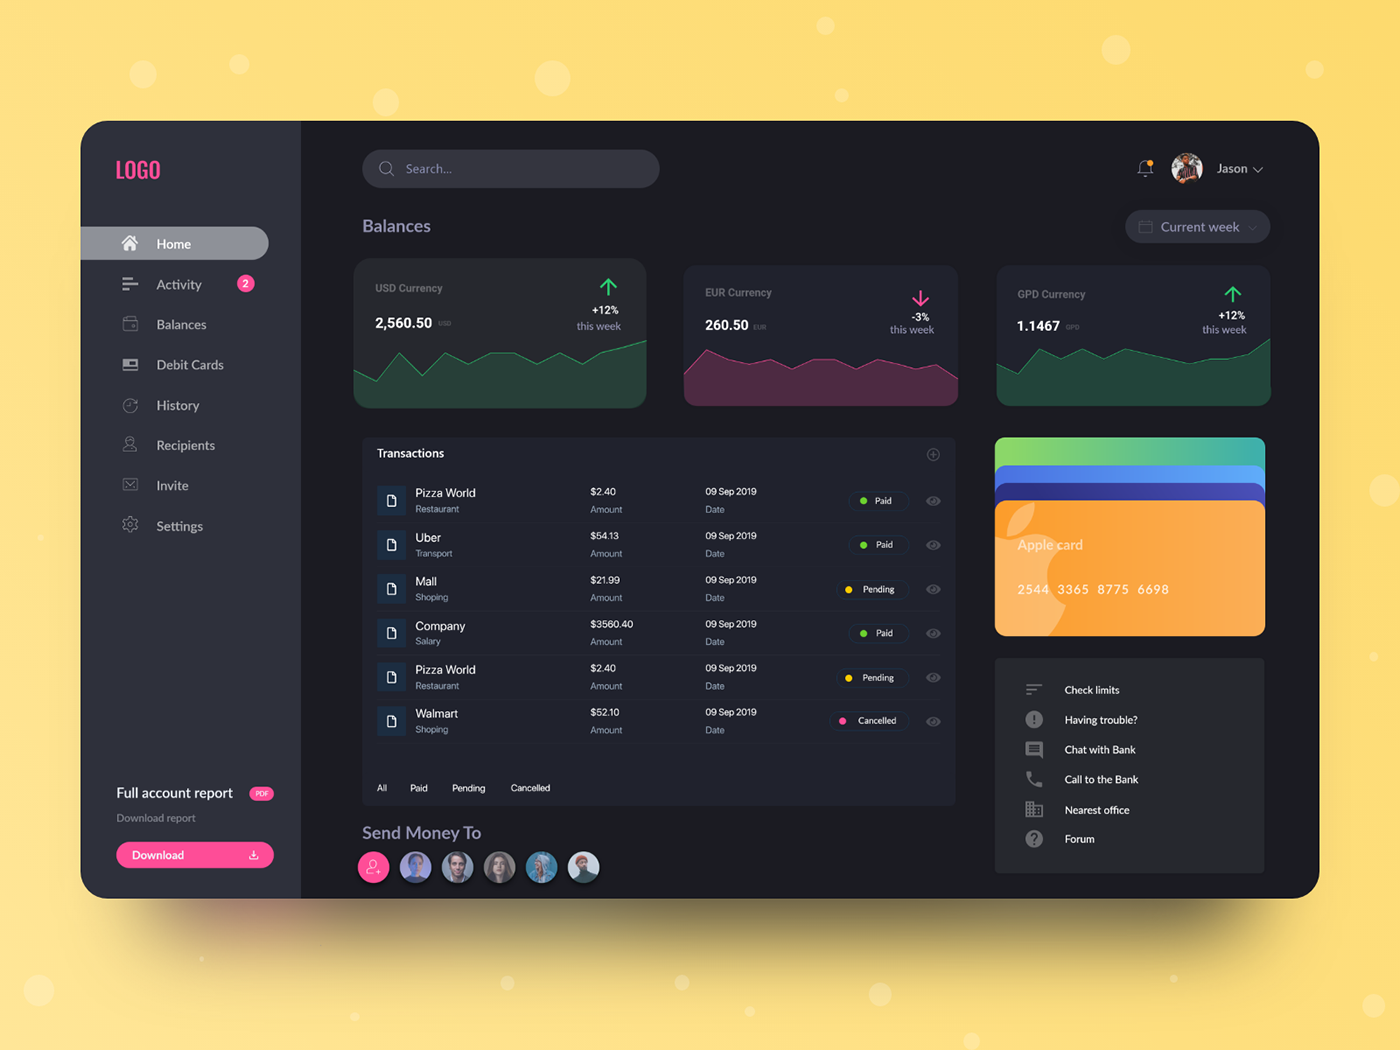 LOGO
Search...
Jason
Home
Activity
2
Balances
Debit Cards
History
Recipients
Invite
Settings
Full account report
PDF
Download report
Download
Balances
Current week
USD Currency
2,560.50 USD
+12%
this week
EUR Currency
260.50 EUR
-3%
this week
GPD Currency
1.1467 GPD
+12%
this week
Transactions
Pizza World
Restaurant
$2.40
Amount
09 Sep 2019
Date
Paid
Uber
Transport
$54.13
Amount
09 Sep 2019
Date
Paid
Mall
Shoping
$21.99
Amount
09 Sep 2019
Date
Pending
Company
Salary
$3560.40
Amount
09 Sep 2019
Date
Paid
Pizza World
Restaurant
$2.40
Amount
09 Sep 2019
Date
Pending
Walmart
Shoping
$52.10
Amount
09 Sep 2019
Date
Cancelled
All Paid Pending Cancelled
Send Money To
Apple card
2544 3365 8775 6698
Check limits
Having trouble?
Chat with Bank
Call to the Bank
Nearest office
Forum